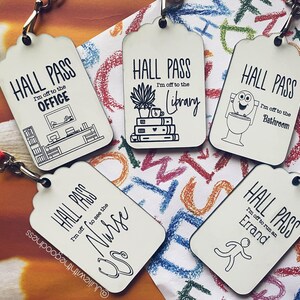 HALL PASS
I'm off to the
OFFICE
HALL PASS
I'm off to the
Library
HALL PASS
I'm off to the
Bathroom
HALL PASS
I'm off to see the
Nurse
HALL PASS
I'm off to run an
Errand